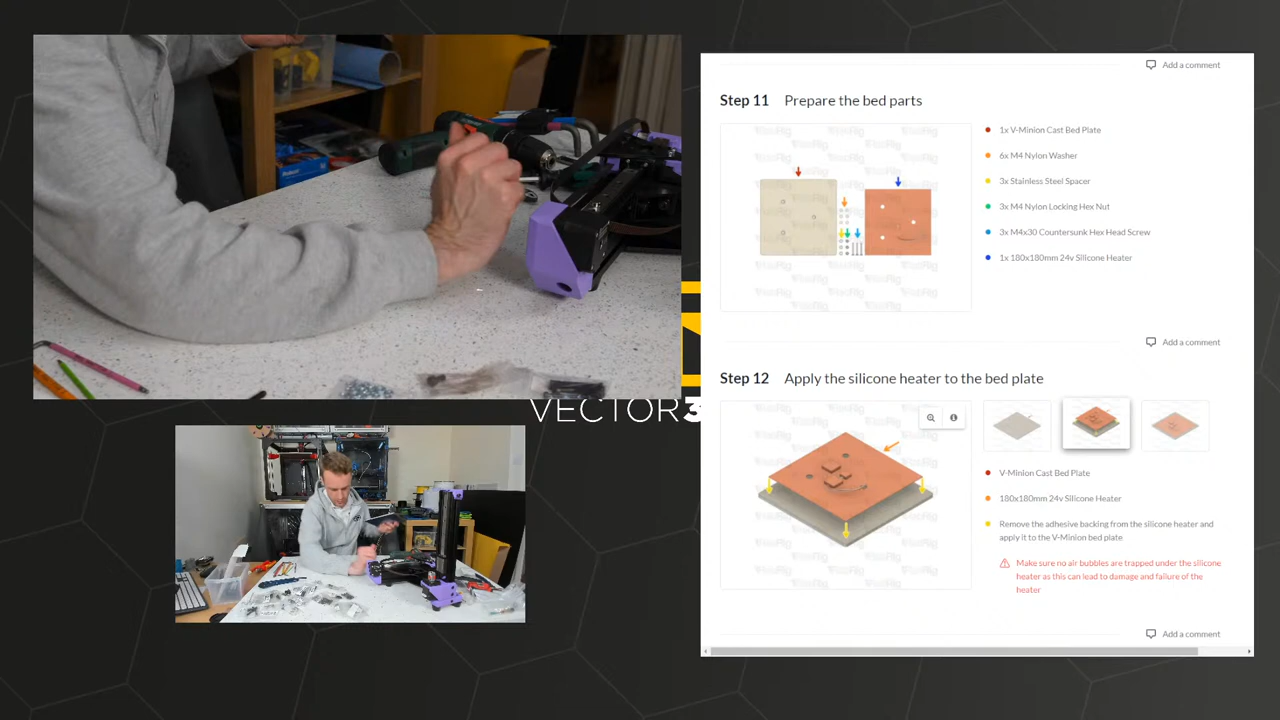 Add a comment
Step 11 Prepare the bed parts
1x V-Minion Cast Bed Plate
6x M4 Nylon Washer
3x Stainless Steel Spacer
3x M4 Nylon Locking Hex Nut
3x M4x30 Countersunk Hex Head Screw
1x 180x180mm 24v Silicone Heater
Add a comment
Step 12 Apply the silicone heater to the bed plate
V-Minion Cast Bed Plate
180x180mm 24v Silicone Heater
Remove the adhesive backing from the silicone heater and
apply it to the V-Minion bed plate
Make sure no air bubbles are trapped under the silicone
heater as this can lead to damage and failure of the
heater
Add a comment
VECTOR3